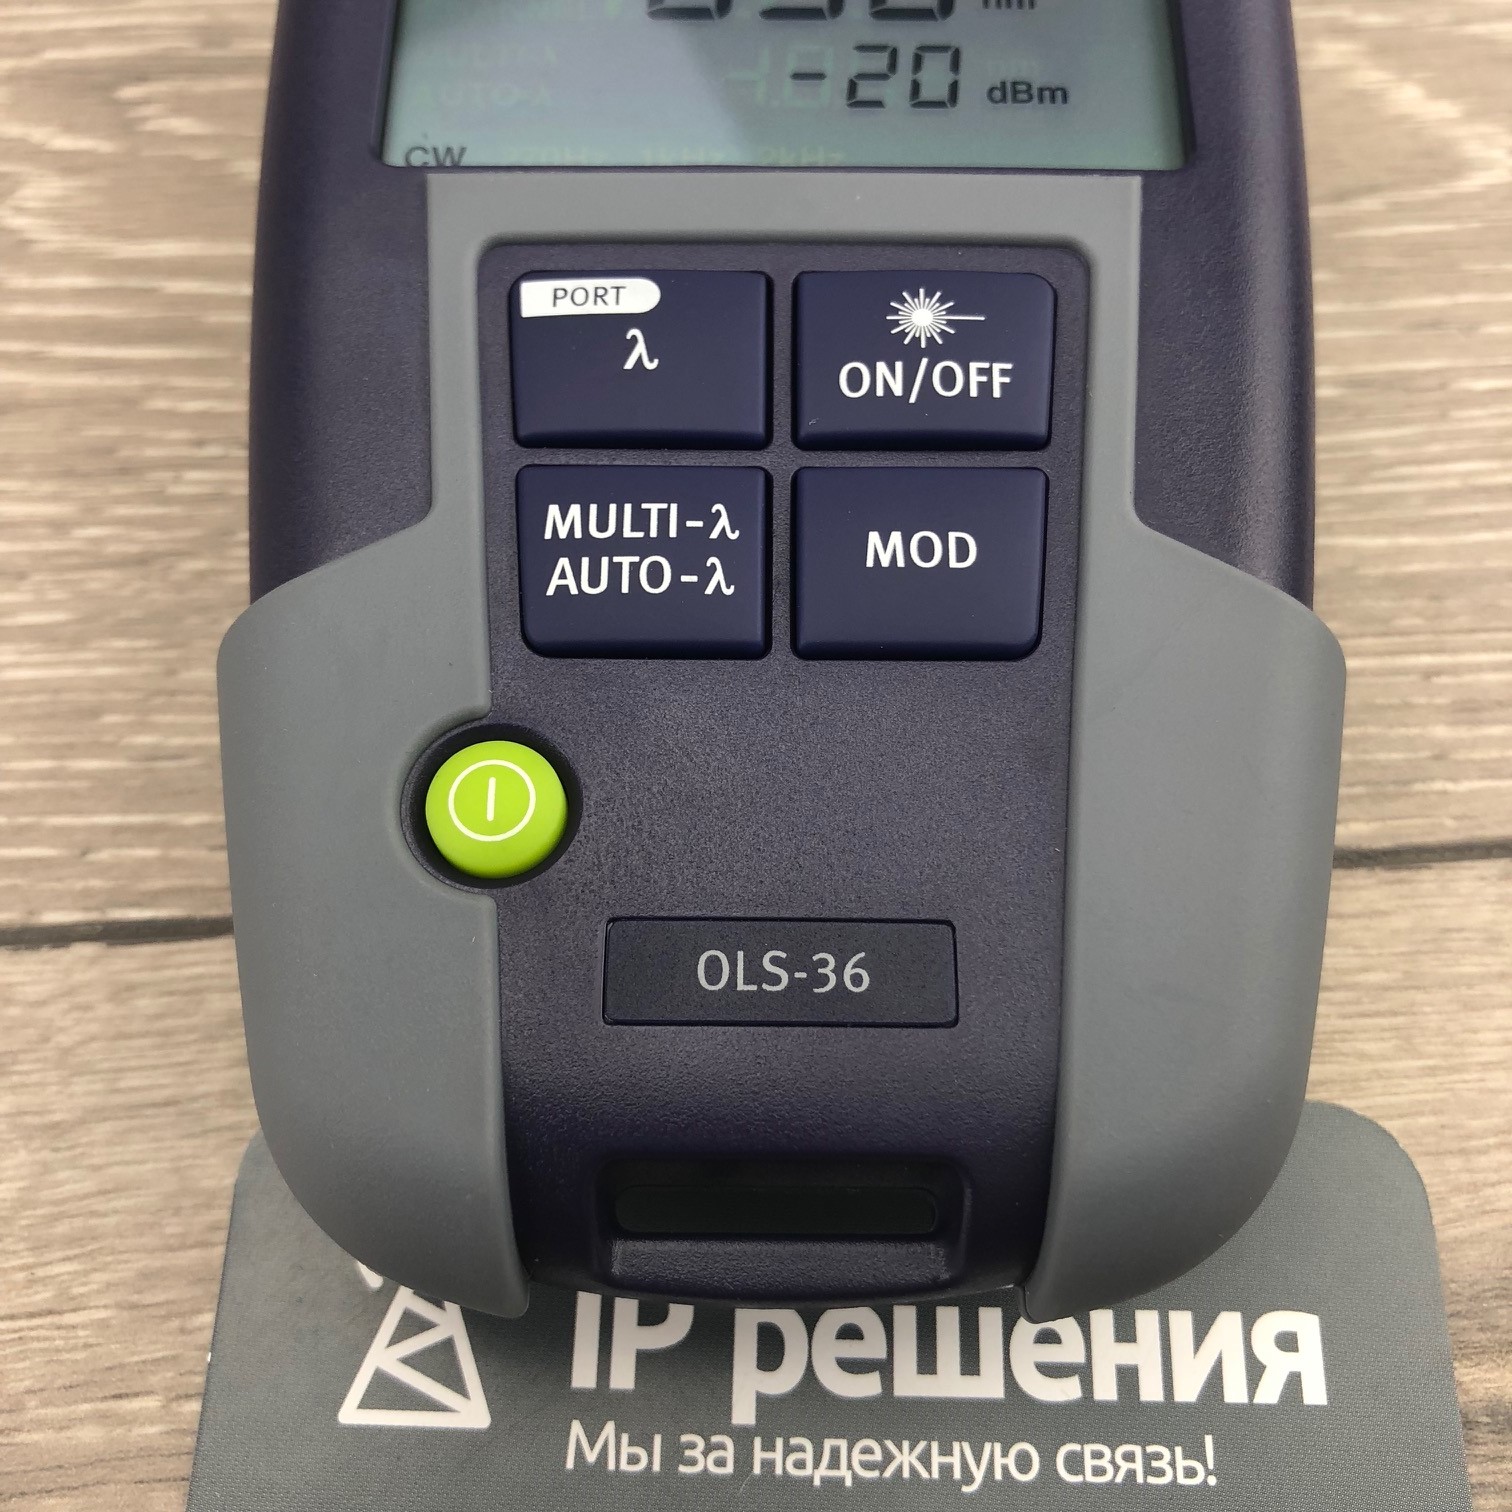 -20 dBm
CW
PORT
λ
ON/OFF
MULTI-λ
AUTO-λ
MOD
OLS-36
IP решения
Мы за надежную связь!